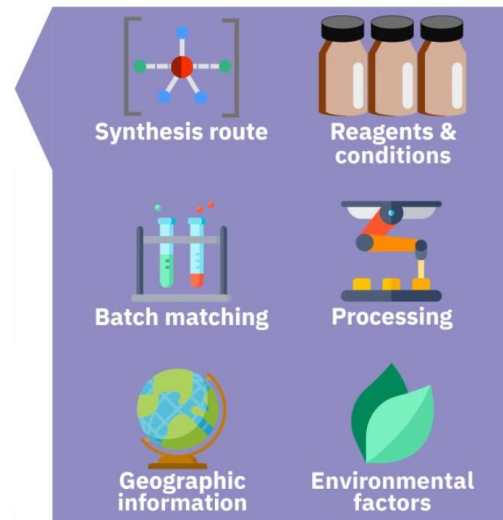 Synthesis route
Reagents &
conditions
Batch matching
Processing
Geographic
information
Environmental
factors